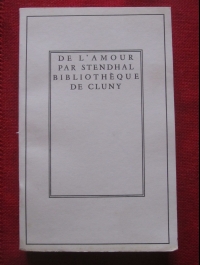 DE L'AMOUR
PAR STENDHAL
BIBLIOTHÈQUE
DE CLUNY